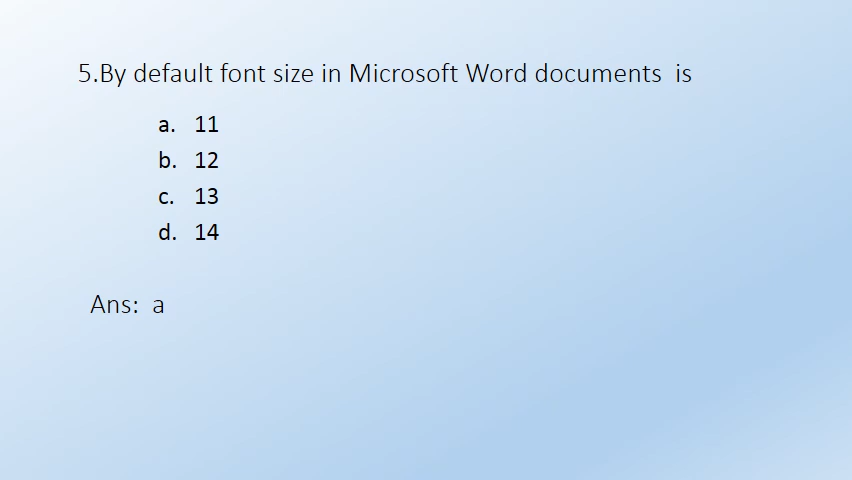 5.By default font size in Microsoft Word documents  is
a. 11
b. 12
c. 13
d. 14
Ans:  a